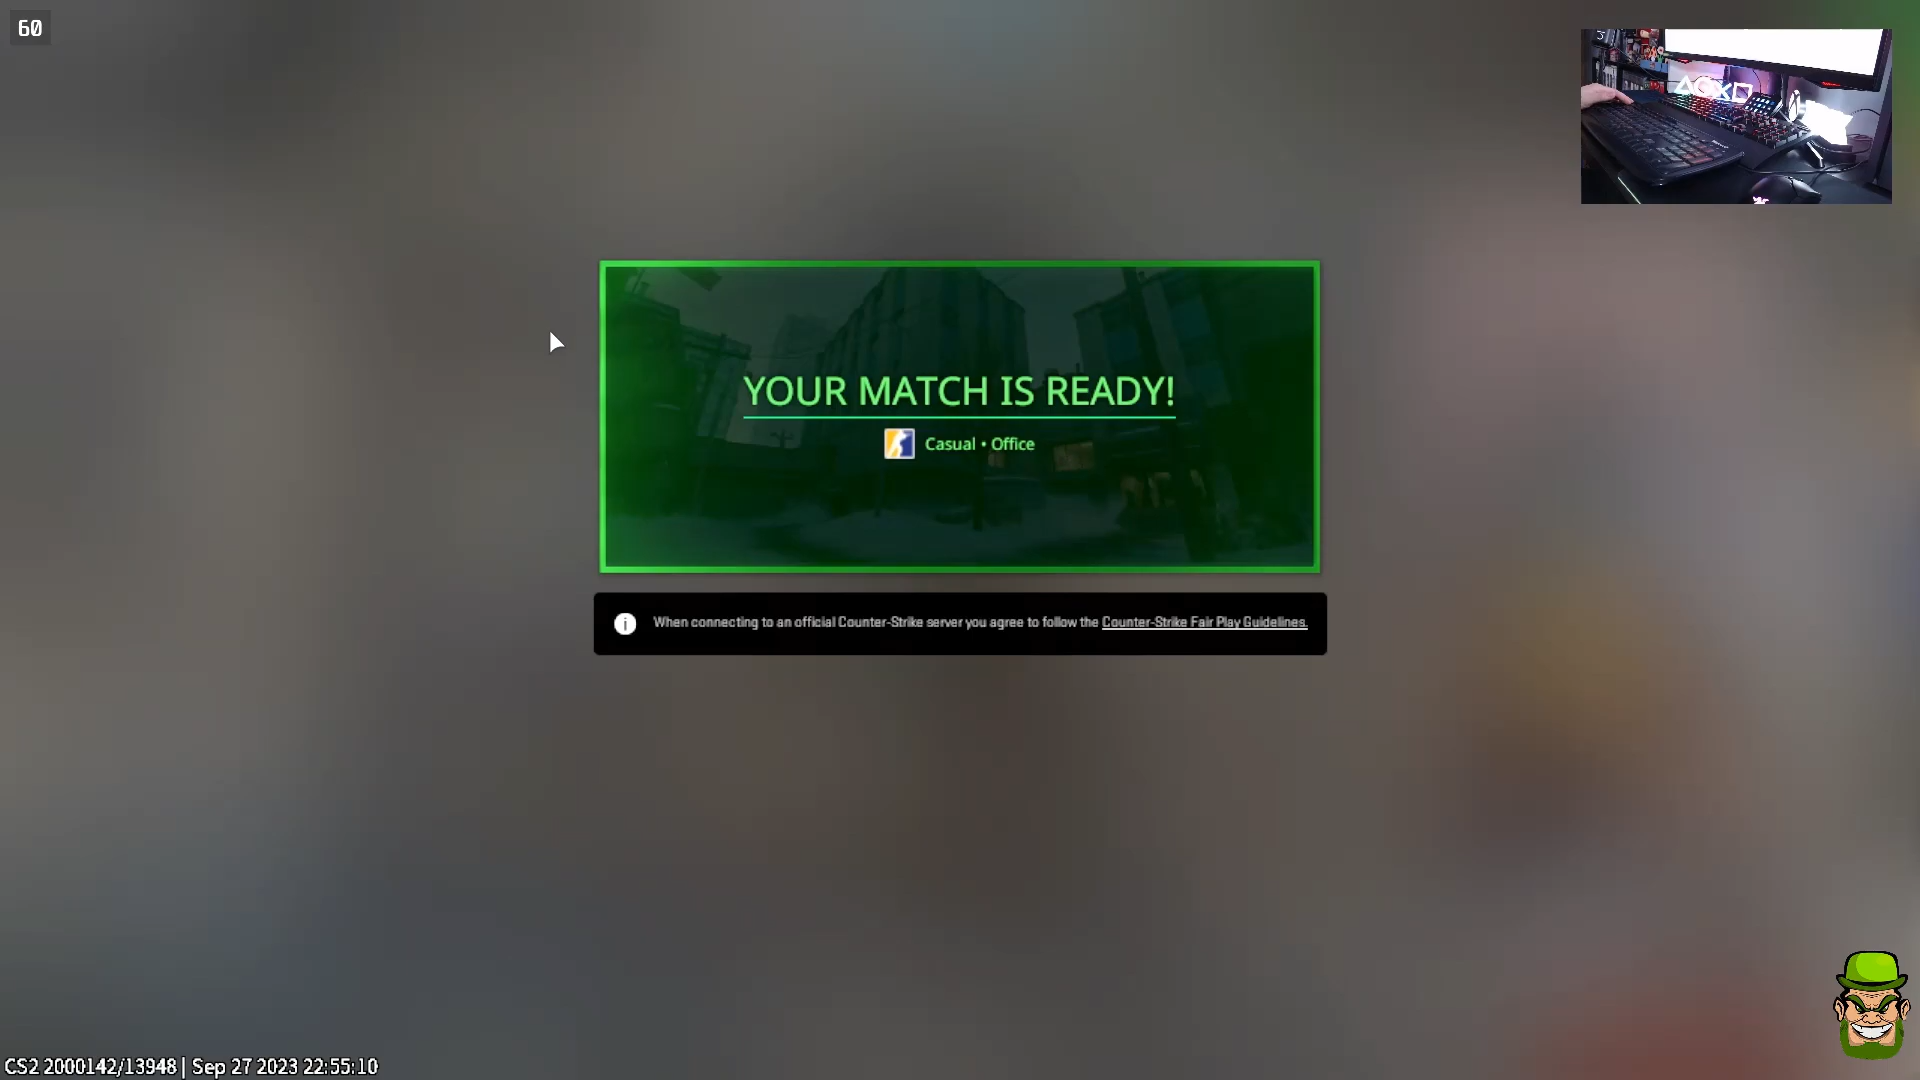 60
YOUR MATCH IS READY!
Casual • Office
When connecting to an official Counter-Strike server you agree to follow the Counter-Strike Fair Play Guidelines.
CS2 2000142/13948 | Sep 27 2023 22:55:10